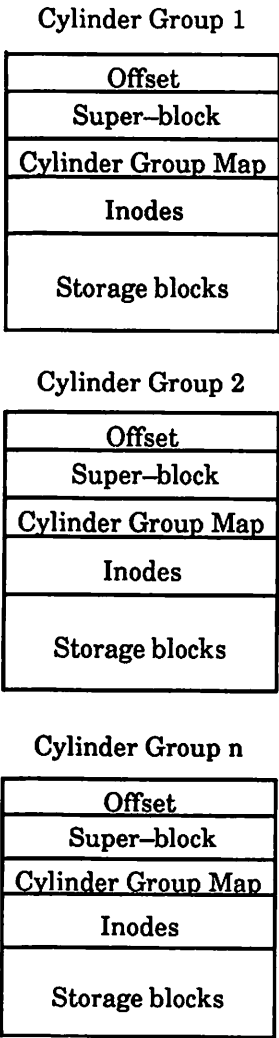 Cylinder Group 1
Offset
Super–block
Cylinder Group Map
Inodes
Storage blocks
Cylinder Group 2
Offset
Super–block
Cylinder Group Map
Inodes
Storage blocks
Cylinder Group n
Offset
Super–block
Cylinder Group Map
Inodes
Storage blocks